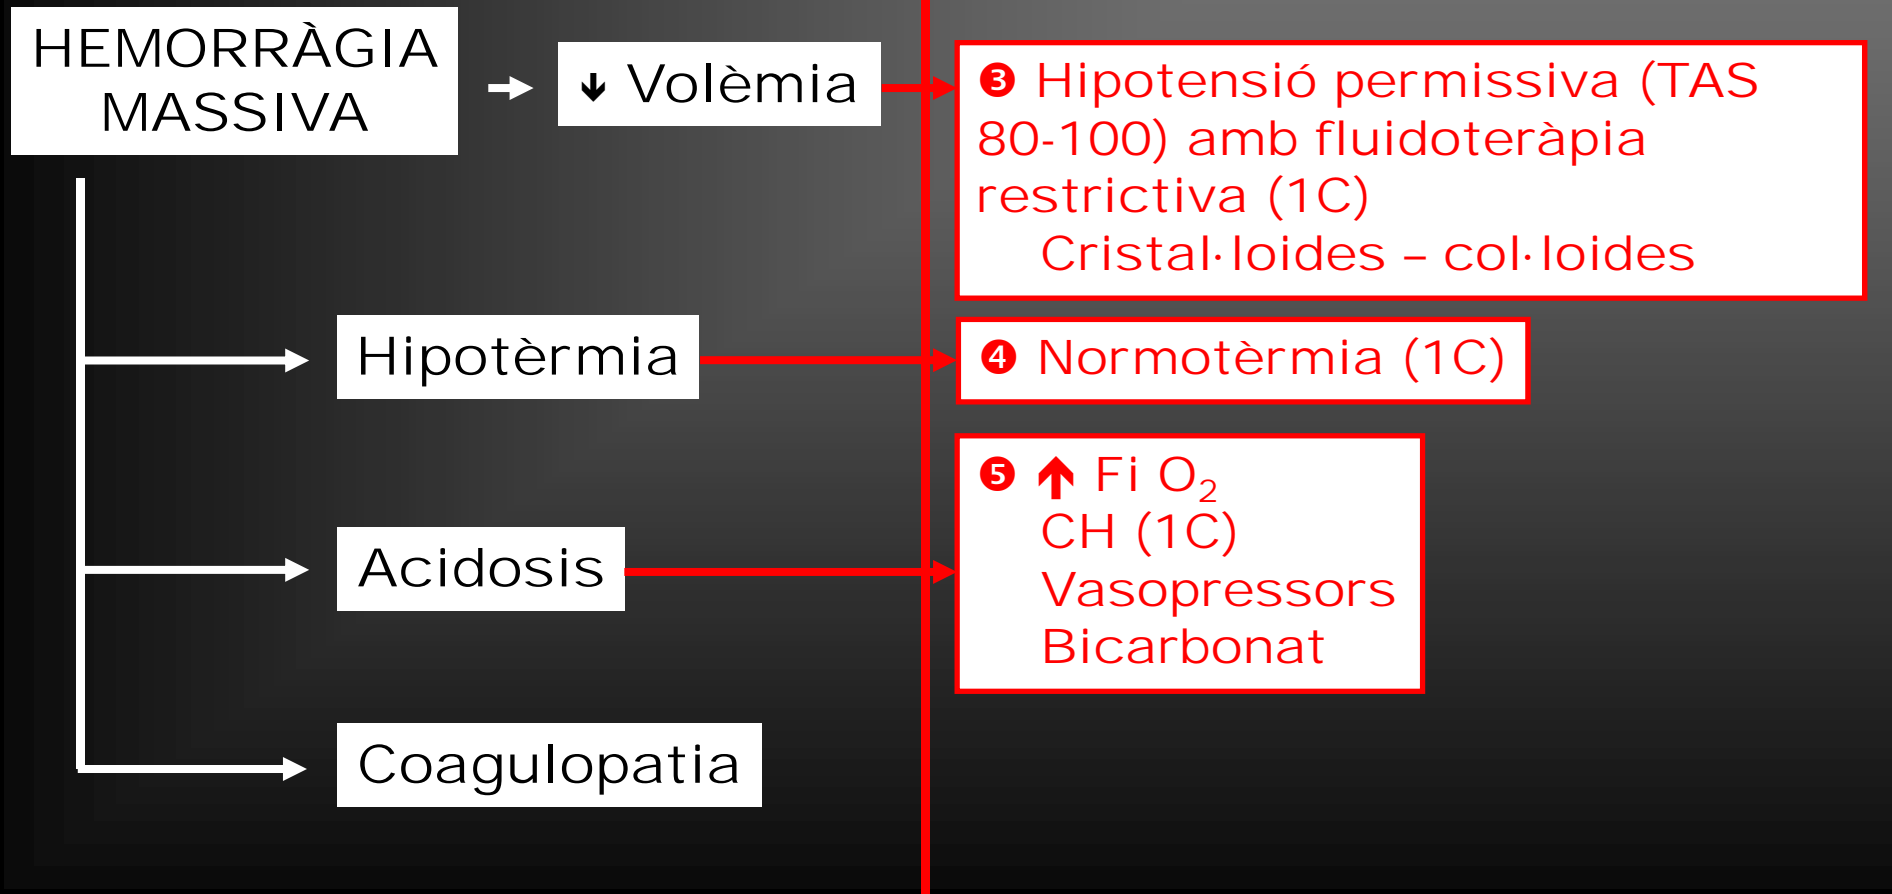 HEMORRÀGIA
MASSIVA
🡻 Volèmia
❸ Hipotensió permissiva (TAS
80-100) amb fluidoteràpia
restrictiva (1C)
Cristal·loides – col·loides
Hipotèrmia
❹ Normotèrmia (1C)
Acidosis
❺ 🡹 Fi O₂
CH (1C)
Vasopressors
Bicarbonat
Coagulopatia